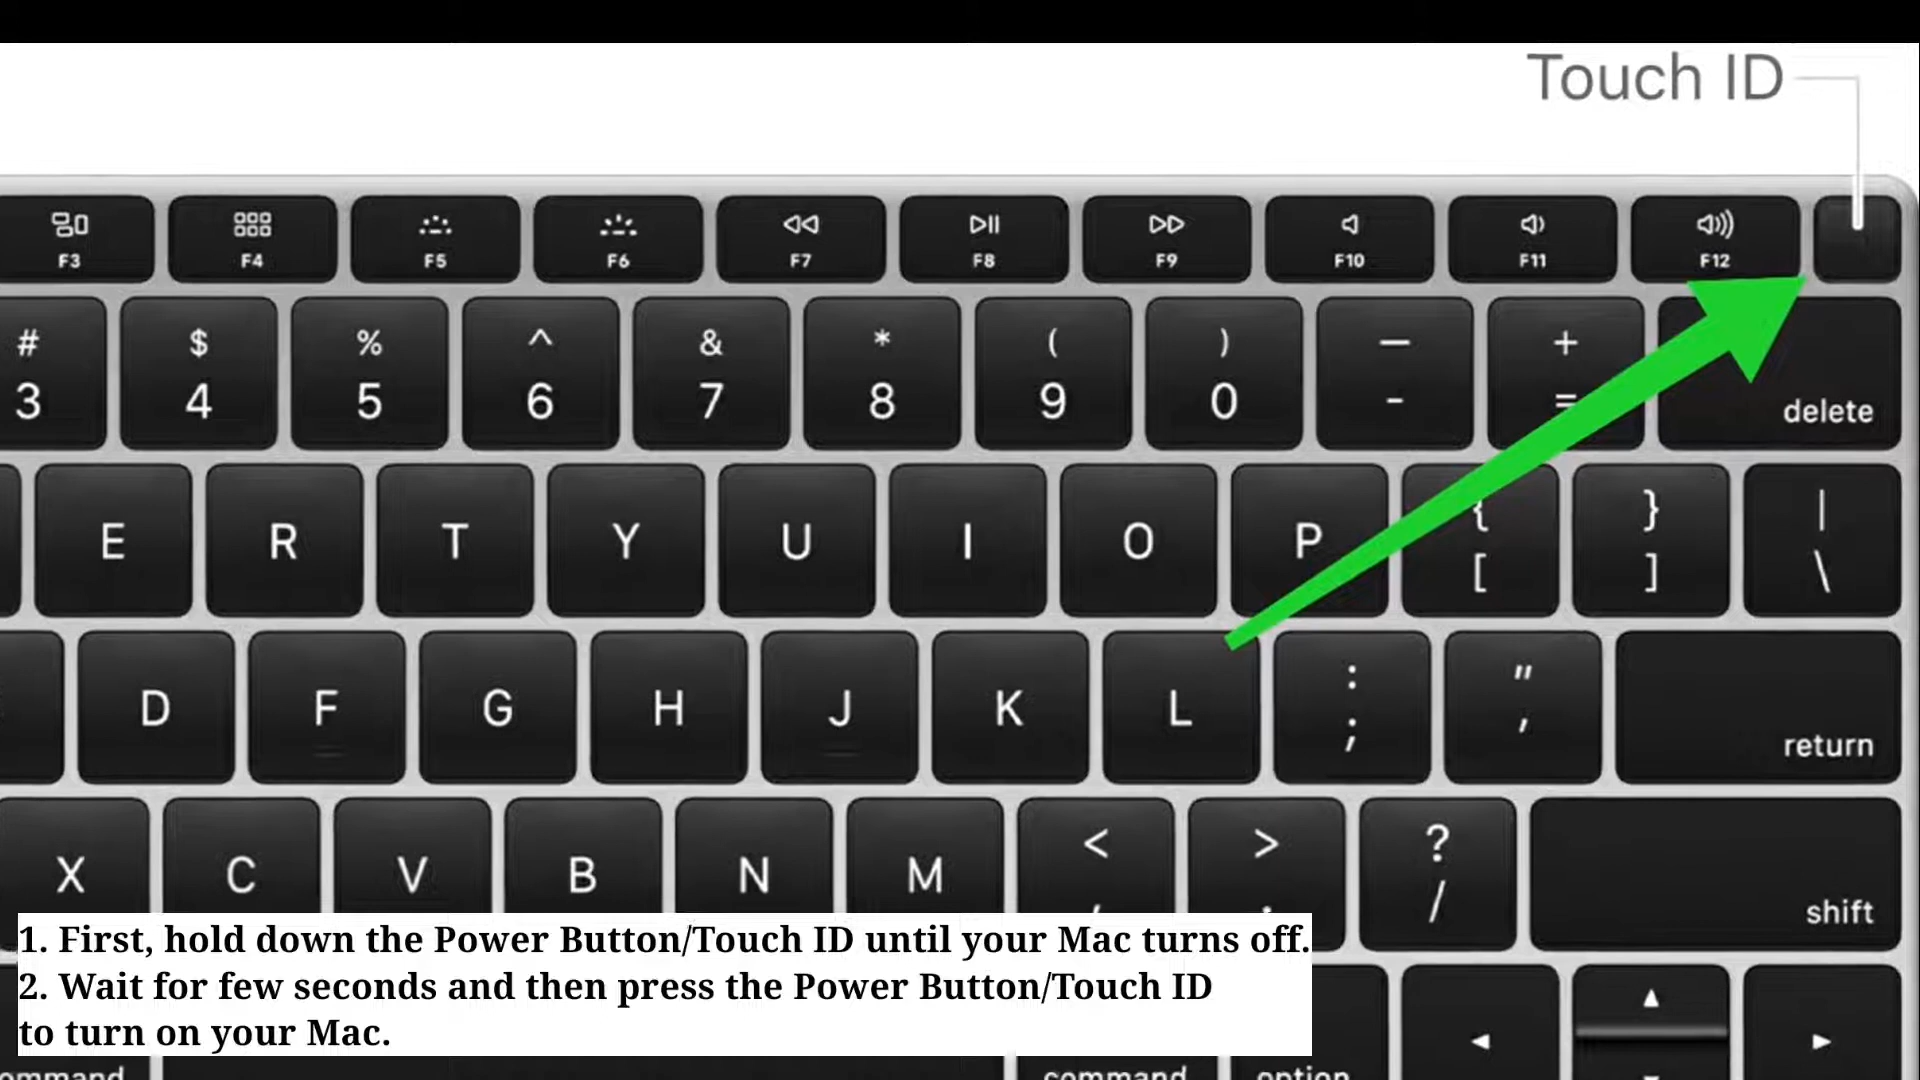 Touch ID
F3 F4 F5 F6 F7 F8 F9 F10 F11 F12
# $ % ^ & * ( ) — +
3 4 5 6 7 8 9 0 - =
delete
E R T Y U I O P { } |
[ ] \
D F G H J K L : "
; '
return
X C V B N M < > ?
/
shift
1. First, hold down the Power Button/Touch ID until your Mac turns off.
2. Wait for few seconds and then press the Power Button/Touch ID
to turn on your Mac.
command option